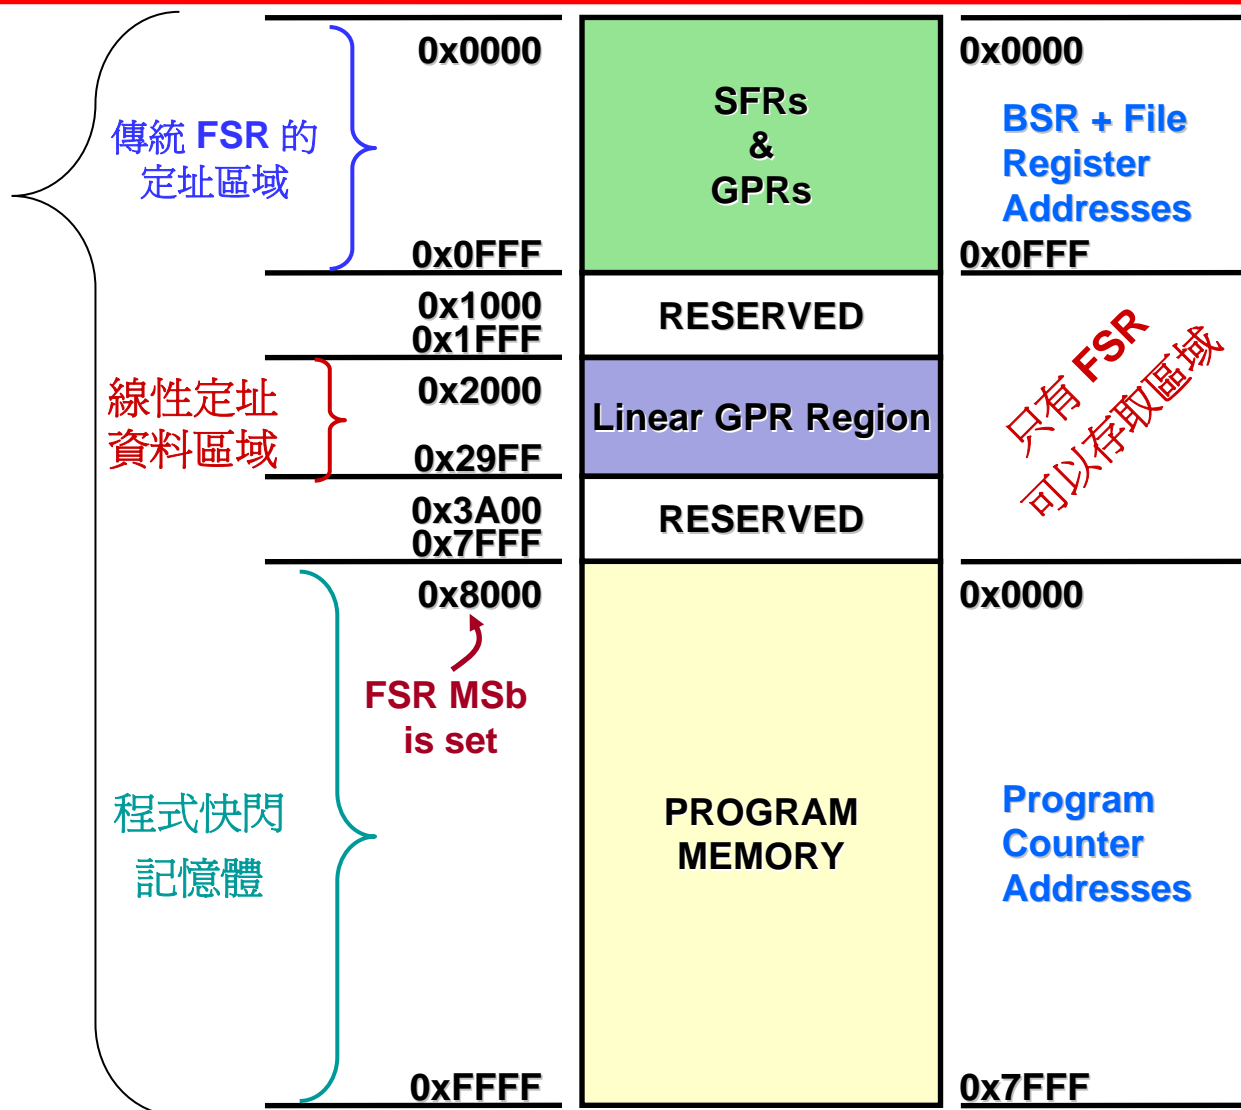 0x0000
傳統 FSR 的
定址區域
0x0FFF
0x1000
0x1FFF
線性定址
資料區域
0x2000
0x29FF
0x3A00
0x7FFF
0x8000
FSR MSb
is set
程式快閃
記憶體
0xFFFF
SFRs
&
GPRs
RESERVED
Linear GPR Region
RESERVED
PROGRAM
MEMORY
0x0000
BSR + File
Register
Addresses
0x0FFF
只有 FSR
可以存取區域
0x0000
Program
Counter
Addresses
0x7FFF